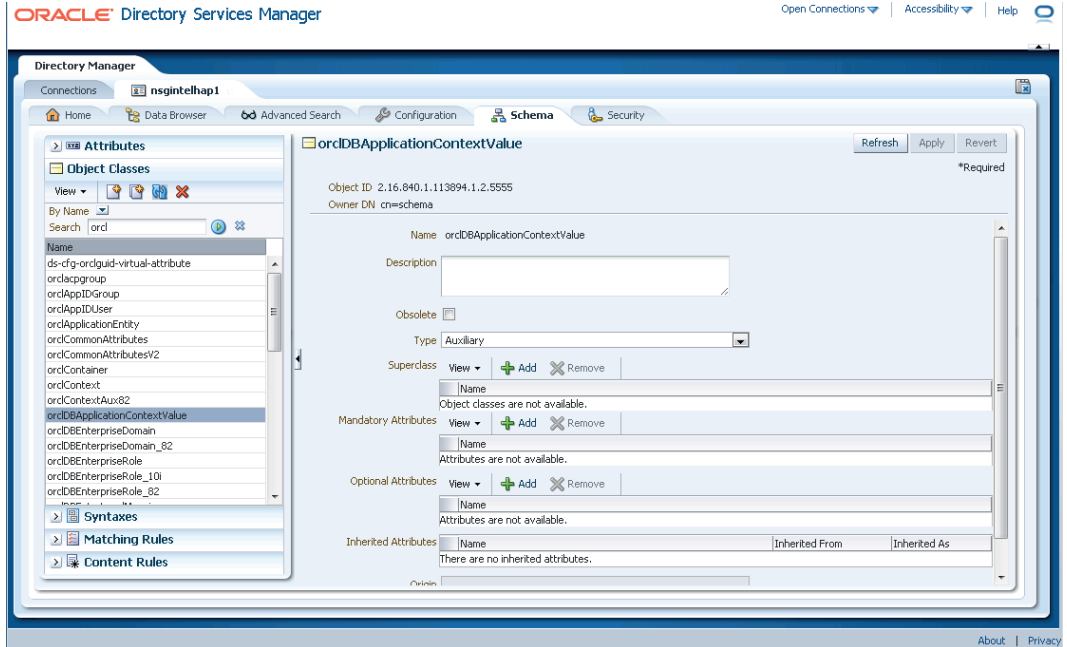 ORACLE Directory Services Manager
Open Connections
Accessibility
Help
Directory Manager
Connections
nsgintelhap1
Home
Data Browser
Advanced Search
Configuration
Schema
Security
Attributes
Object Classes
View
By Name
Search orcl
Name
ds-cfg-orclguid-virtual-attribute
orclacpgroup
orclAppIDGroup
orclAppIDUser
orclApplicationEntity
orclCommonAttributes
orclCommonAttributesV2
orclContainer
orclContext
orclContextAux82
orclDBApplicationContextValue
orclDBEnterpriseDomain
orclDBEnterpriseDomain_82
orclDBEnterpriseRole
orclDBEnterpriseRole_10i
orclDBEnterpriseRole_82
Syntaxes
Matching Rules
Content Rules
orclDBApplicationContextValue
Refresh
Apply
Revert
*Required
Object ID 2.16.840.1.113894.1.2.5555
Owner DN cn=schema
Name orclDBApplicationContextValue
Description
Obsolete
Type Auxiliary
Superclass View Add Remove
Name
Object classes are not available.
Mandatory Attributes View Add Remove
Name
Attributes are not available.
Optional Attributes View Add Remove
Name
Attributes are not available.
Inherited Attributes Name Inherited From Inherited As
There are no inherited attributes.
Origin
About | Privacy